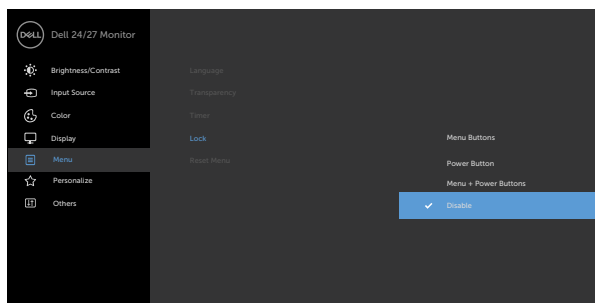 DELL Dell 24/27 Monitor
Brightness/Contrast
Input Source
Color
Display
Menu
Personalize
Others
Language
Transparency
Timer
Lock
Reset Menu
Menu Buttons
Power Button
Menu + Power Buttons
Disable